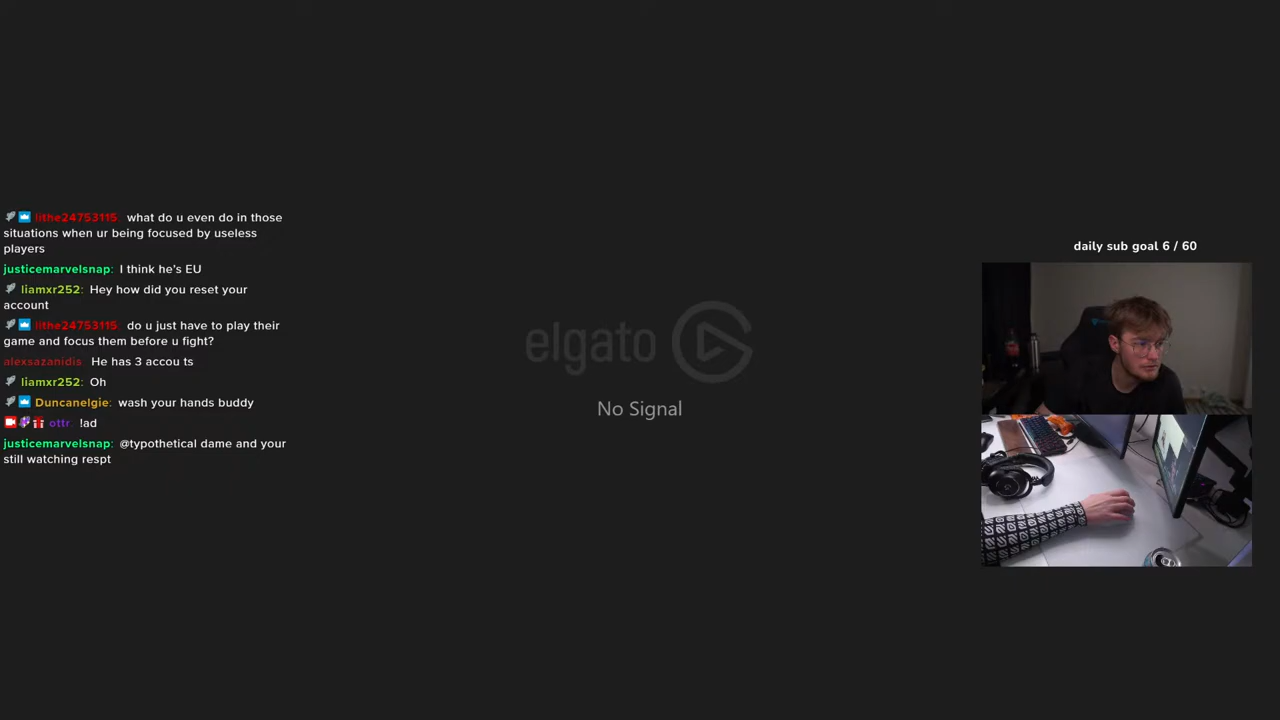 lithe24753115: what do u even do in those
situations when ur being focused by useless
players
justicemarvelsnap: I think he's EU
liamxr252: Hey how did you reset your
account
lithe24753115: do u just have to play their
game and focus them before u fight?
alexsazanidis: He has 3 accou ts
liamxr252: Oh
Duncanelgie: wash your hands buddy
ottr: !ad
justicemarvelsnap: @typothetical dame and your
still watching respt
elgato
No Signal
daily sub goal 6 / 60